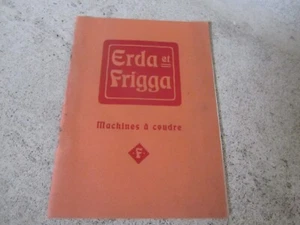 Erda et
Frigga
Machines à coudre
F